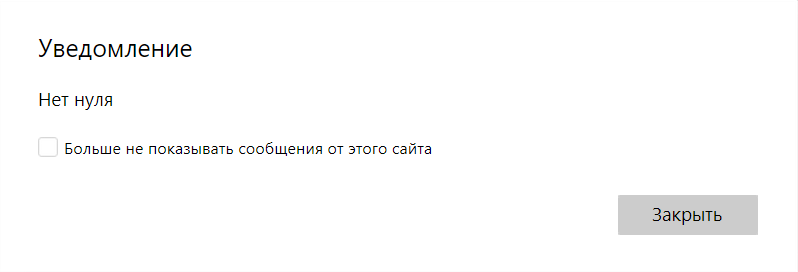 Уведомление
Нет нуля
Больше не показывать сообщения от этого сайта
Закрыть